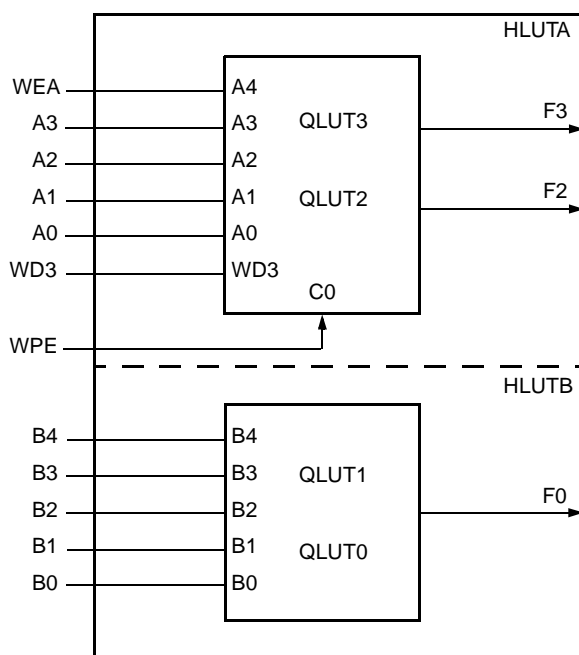 HLUTA
WEA A4
A3 A3 QLUT3 F3
A2 A2
A1 A1 QLUT2 F2
A0 A0
WD3 WD3
C0
WPE
HLUTB
B4 B4
B3 B3 QLUT1
B2 B2 F0
B1 B1 QLUT0
B0 B0